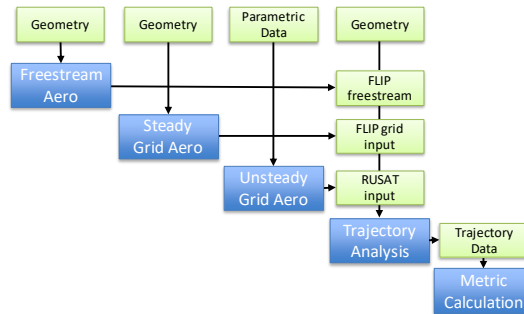 Geometry
Geometry
Parametric
Data
Geometry
Freestream
Aero
FLIP
freestream
Steady
Grid Aero
FLIP grid
input
Unsteady
Grid Aero
RUSAT
input
Trajectory
Analysis
Trajectory
Data
Metric
Calculation